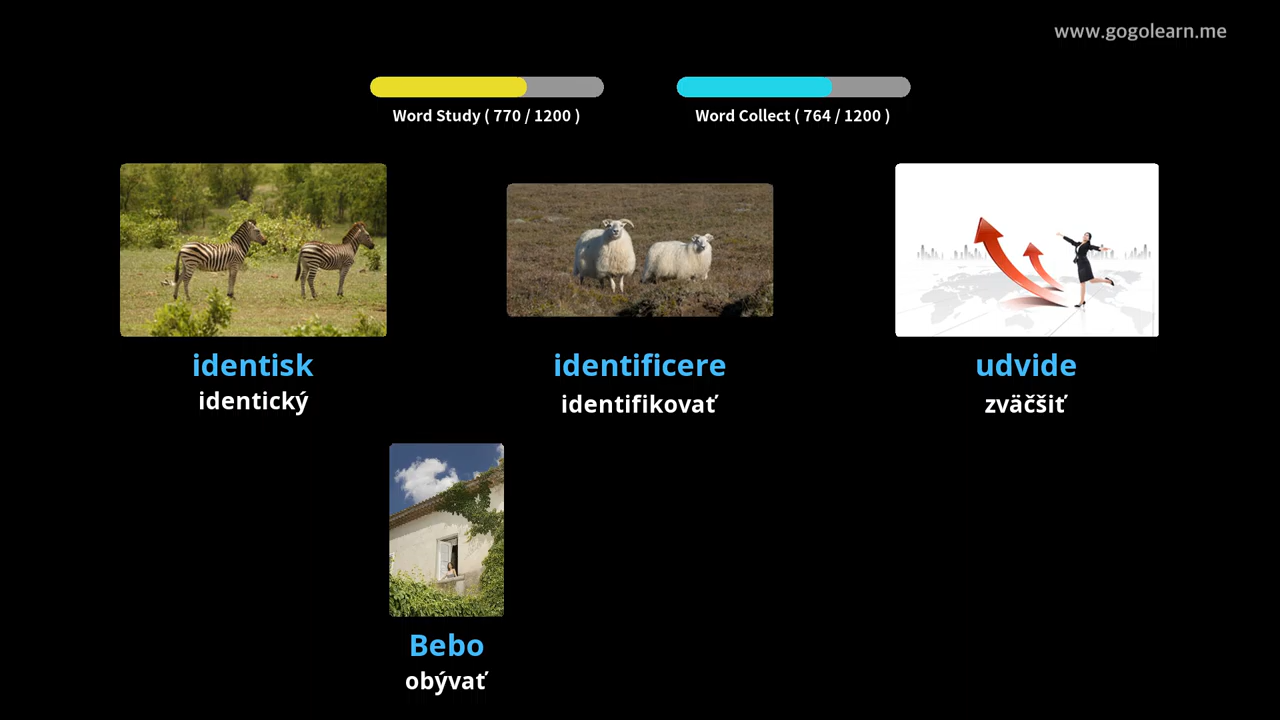 www.gogolearn.me
Word Study ( 770 / 1200 )
Word Collect ( 764 / 1200 )
identisk
identický
identificere
identifikovať
udvide
zväčšiť
Bebo
obývať